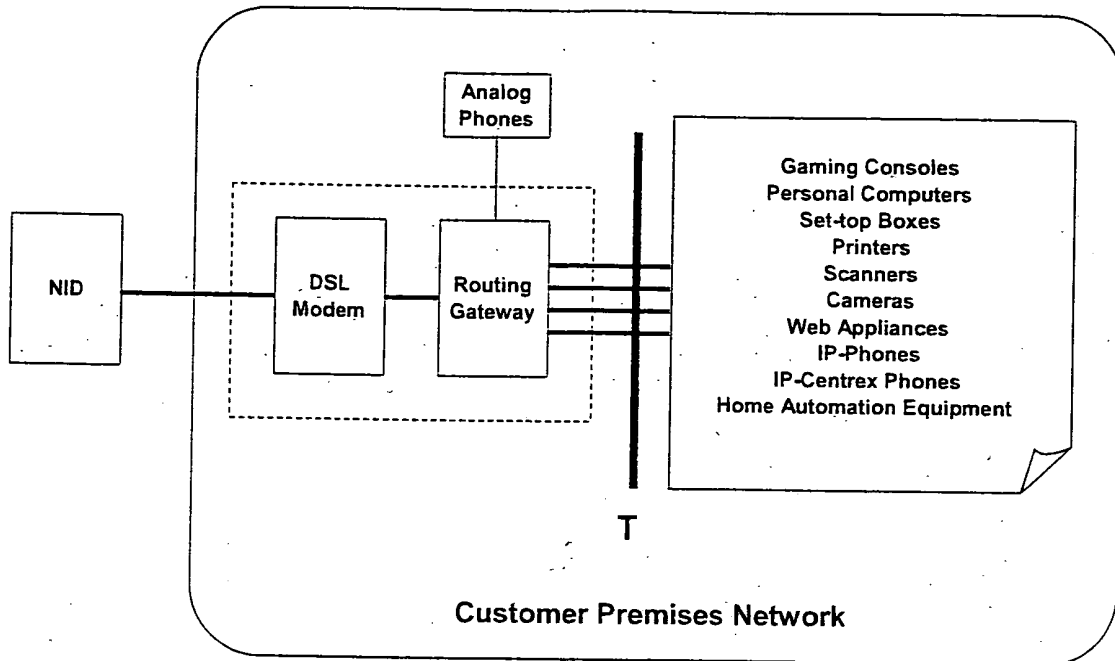 Analog
Phones
NID
DSL
Modem
Routing
Gateway
Gaming Consoles
Personal Computers
Set-top Boxes
Printers
Scanners
Cameras
Web Appliances
IP-Phones
IP-Centrex Phones
Home Automation Equipment
T
Customer Premises Network